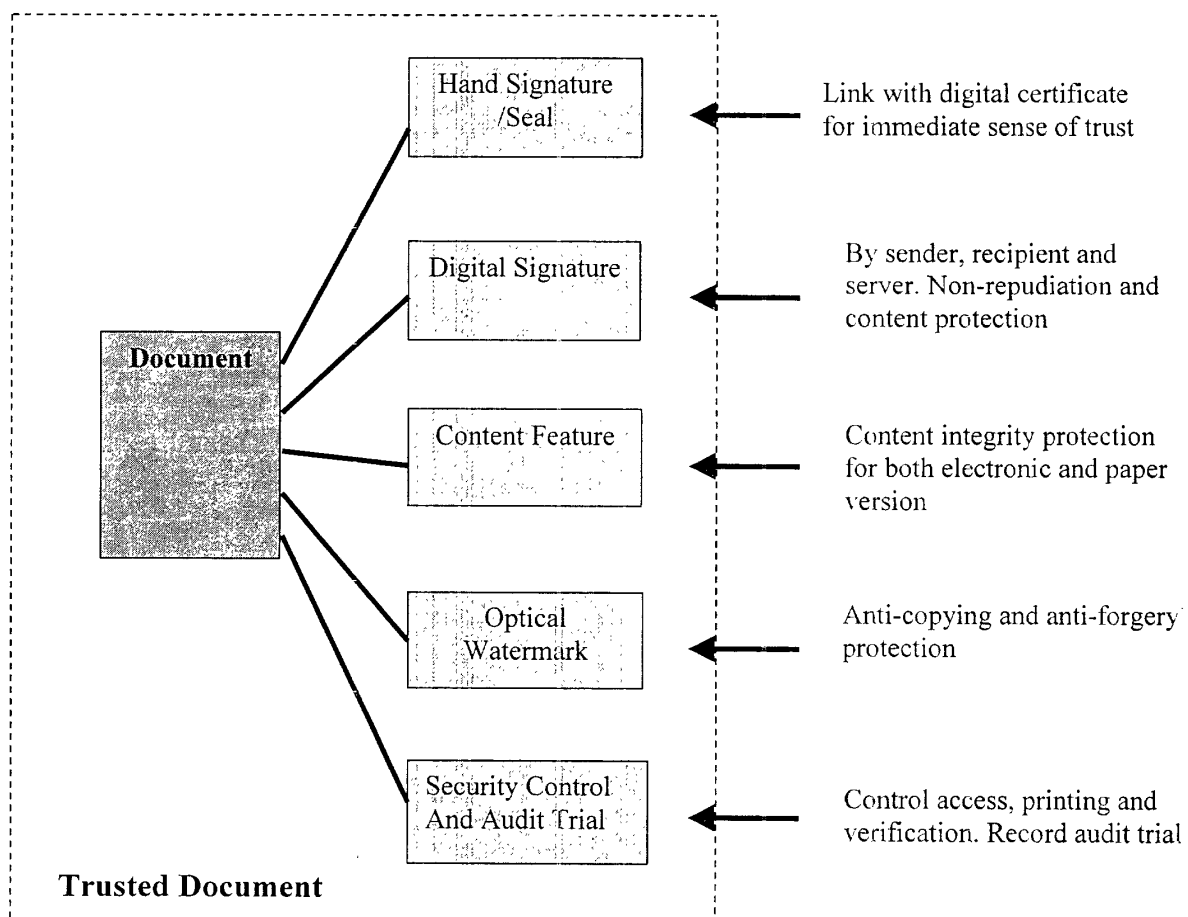 Hand Signature
/Seal
Link with digital certificate
for immediate sense of trust
Digital Signature
By sender, recipient and
server. Non-repudiation and
content protection
Document
Content Feature
Content integrity protection
for both electronic and paper
version
Optical
Watermark
Anti-copying and anti-forgery
protection
Security Control
And Audit Trial
Control access, printing and
verification. Record audit trial
Trusted Document